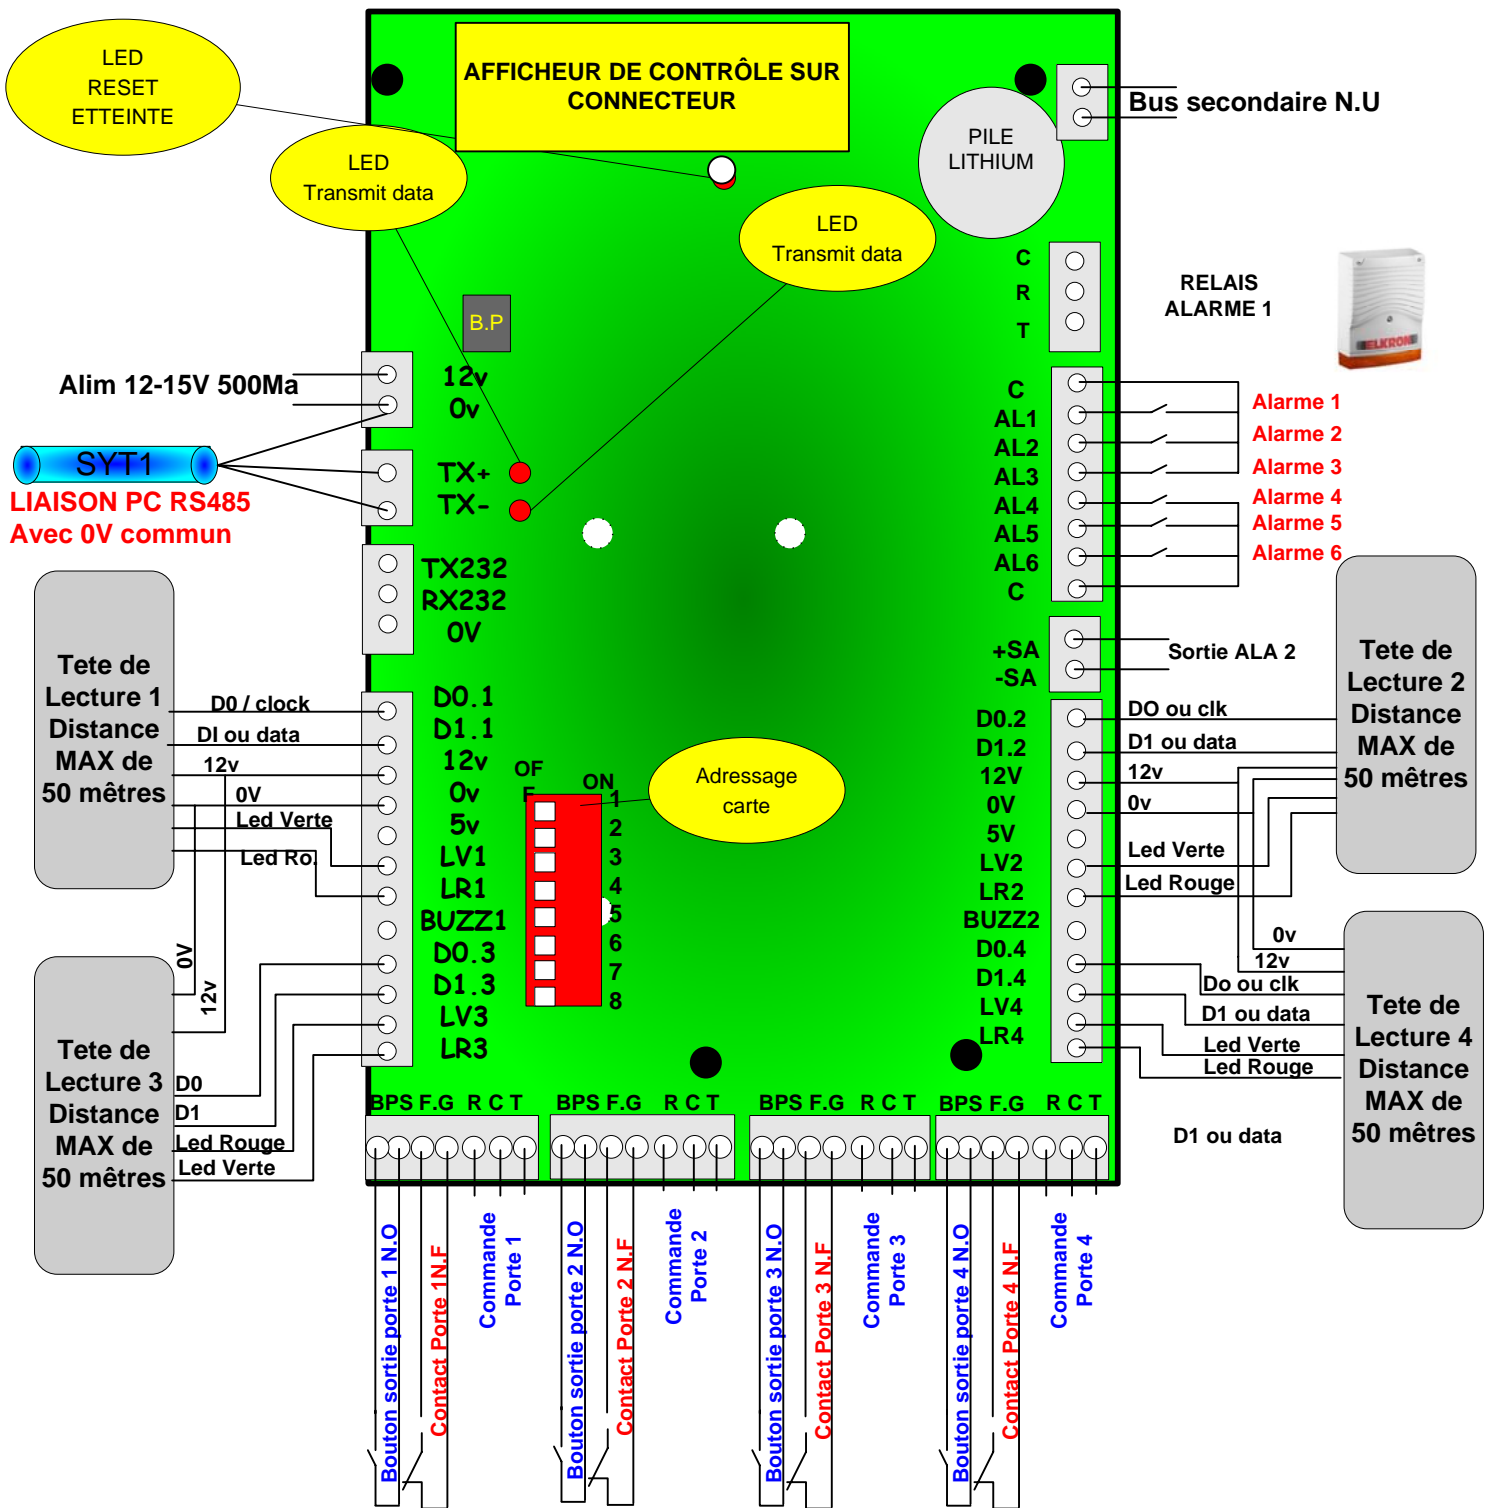 LED
RESET
ETTEINTE
AFFICHEUR DE CONTRÔLE SUR
CONNECTEUR
LED
Transmit data
LED
Transmit data
PILE
LITHIUM
Bus secondaire N.U
C
R
T
RELAIS
ALARME 1
ELKRON
B.P
Alim 12-15V 500Ma
12v
0v
SYT1
LIAISON PC RS485
Avec 0V commun
TX+
TX-
TX232
RX232
0V
C
AL1
AL2
AL3
AL4
AL5
AL6
C
Alarme 1
Alarme 2
Alarme 3
Alarme 4
Alarme 5
Alarme 6
+SA
-SA
Sortie ALA 2
Tete de
Lecture 1
Distance
MAX de
50 mêtres
D0 / clock
DI ou data
12v
0V
Led Verte
Led Ro.
0V
12v
D0.1
D1.1
12v
0v
5v
LV1
LR1
BUZZ1
D0.3
D1.3
LV3
LR3
OF
F
ON
1
2
3
4
5
6
7
8
Adressage
carte
D0.2
D1.2
12V
0V
5V
LV2
LR2
BUZZ2
D0.4
D1.4
LV4
LR4
DO ou clk
D1 ou data
12v
0v
Led Verte
Led Rouge
Tete de
Lecture 2
Distance
MAX de
50 mêtres
0v
12v
Do ou clk
D1 ou data
Led Verte
Led Rouge
Tete de
Lecture 4
Distance
MAX de
50 mêtres
D1 ou data
Tete de
Lecture 3
Distance
MAX de
50 mêtres
D0
D1
Led Rouge
Led Verte
BPS F.G R C T
BPS F.G R C T
BPS F.G R C T
BPS F.G R C T
Bouton sortie porte 1 N.O
Contact Porte 1N.F
Commande
Porte 1
Bouton sortie porte 2 N.O
Contact Porte 2 N.F
Commande
Porte 2
Bouton sortie porte 3 N.O
Contact Porte 3 N.F
Commande
Porte 3
Bouton sortie porte 4 N.O
Contact Porte 4 N.F
Commande
Porte 4